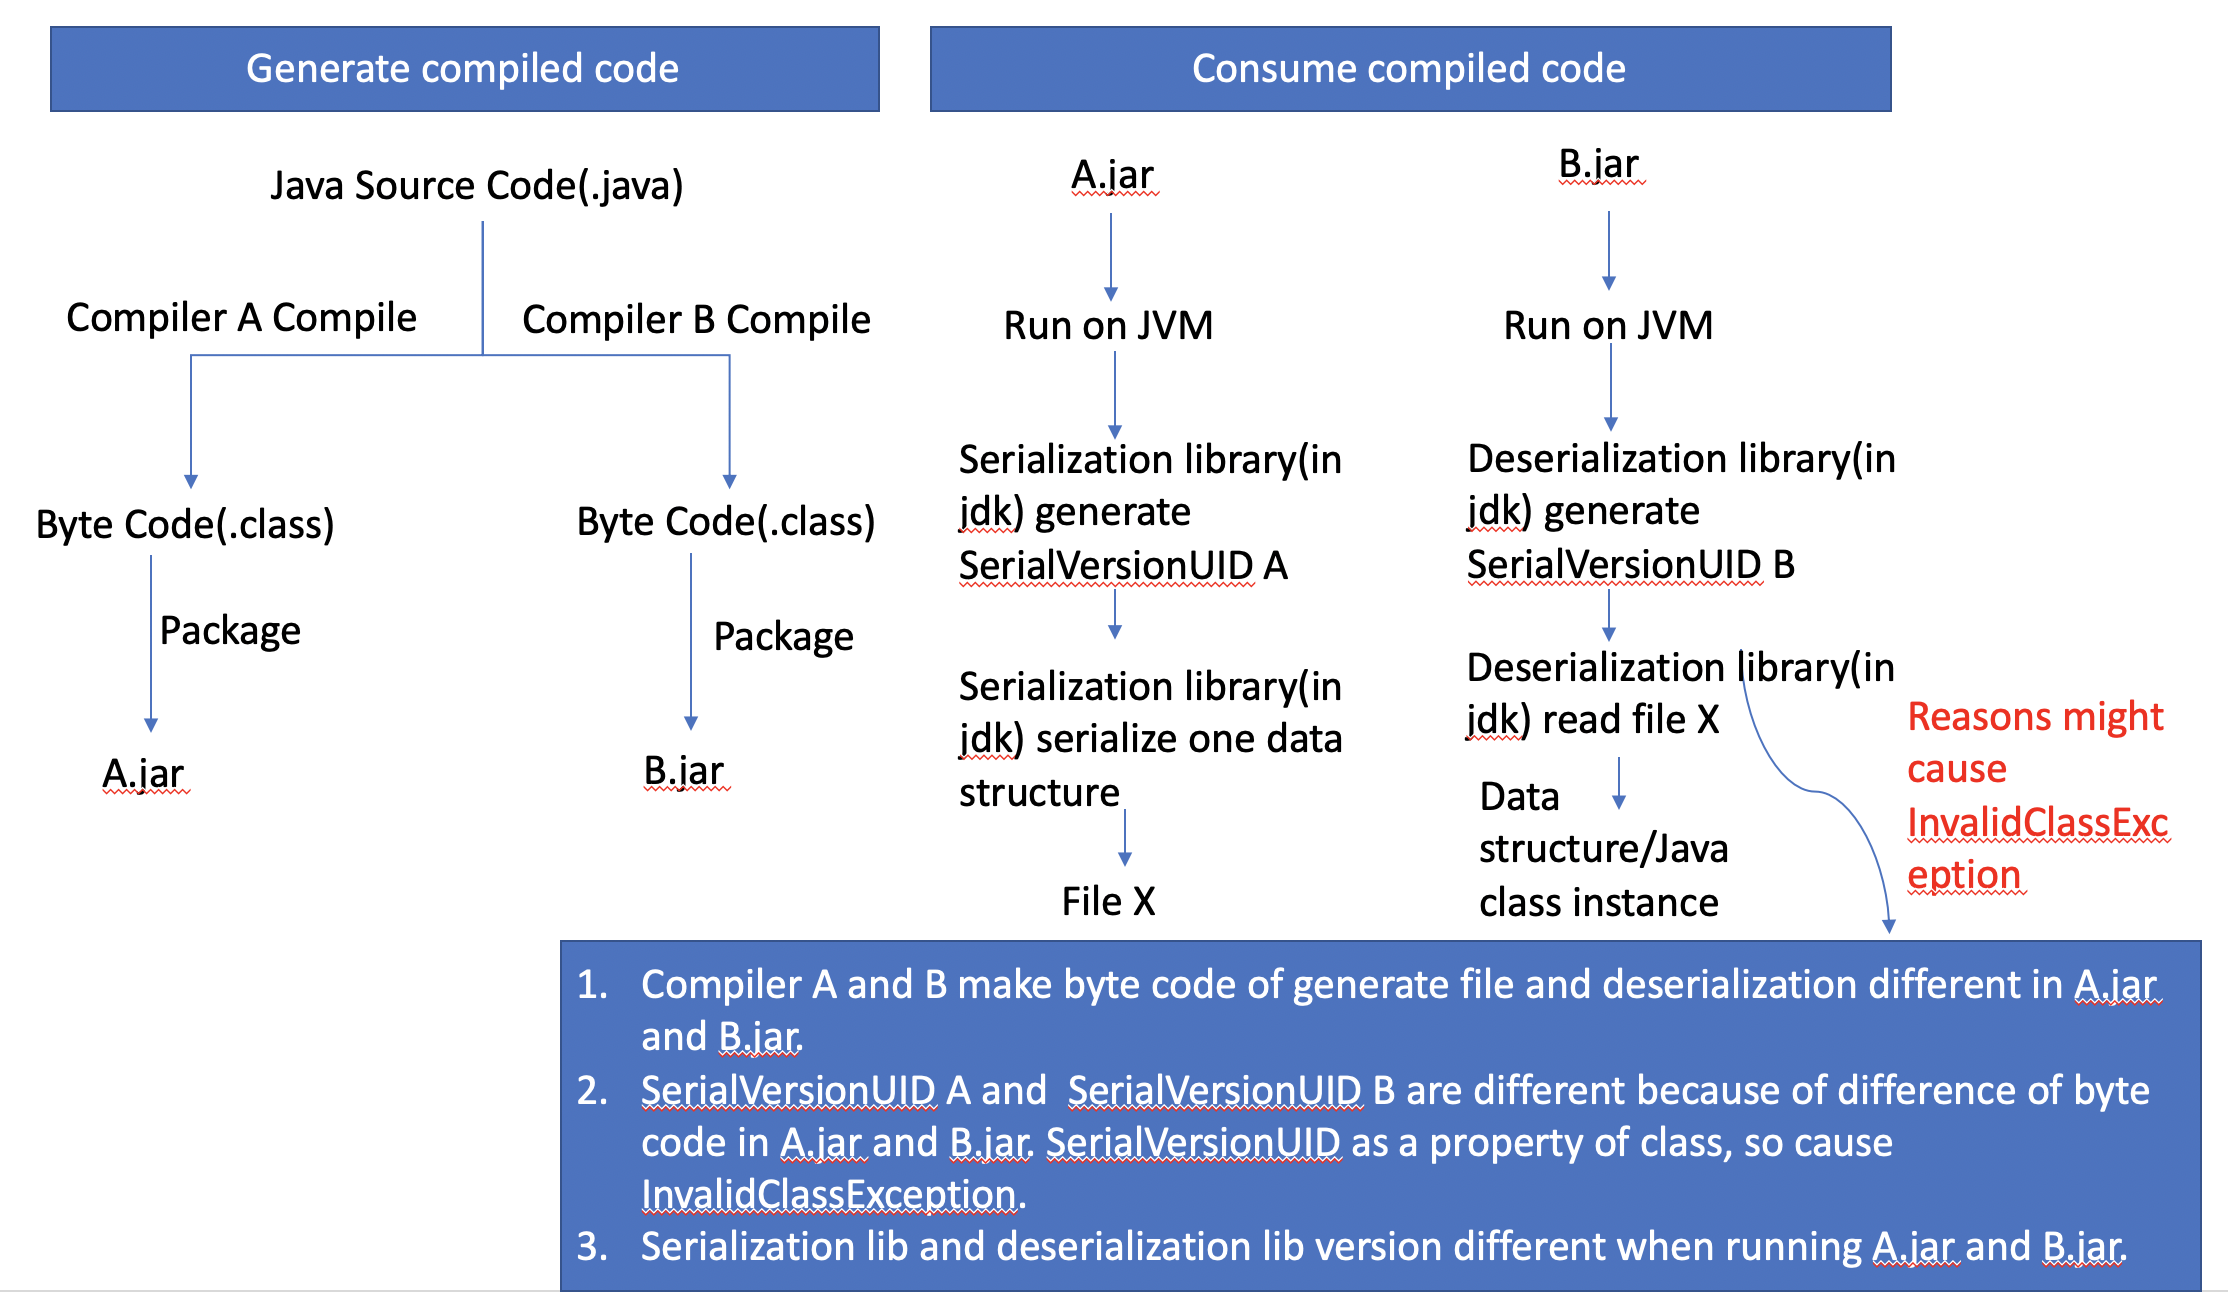 Generate compiled code
Consume compiled code
Java Source Code(.java)
Compiler A Compile
Compiler B Compile
Byte Code(.class)
Byte Code(.class)
Package
Package
A.jar
B.jar
A.jar
Run on JVM
Serialization library(in
jdk) generate
SerialVersionUID A
Serialization library(in
jdk) serialize one data
structure
File X
B.jar
Run on JVM
Deserialization library(in
jdk) generate
SerialVersionUID B
Deserialization library(in
jdk) read file X
Data
structure/Java
class instance
Reasons might
cause
InvalidClassExc
eption
1. Compiler A and B make byte code of generate file and deserialization different in A.jar
and B.jar.
2. SerialVersionUID A and  SerialVersionUID B are different because of difference of byte
code in A.jar and B.jar. SerialVersionUID as a property of class, so cause
InvalidClassException.
3. Serialization lib and deserialization lib version different when running A.jar and B.jar.